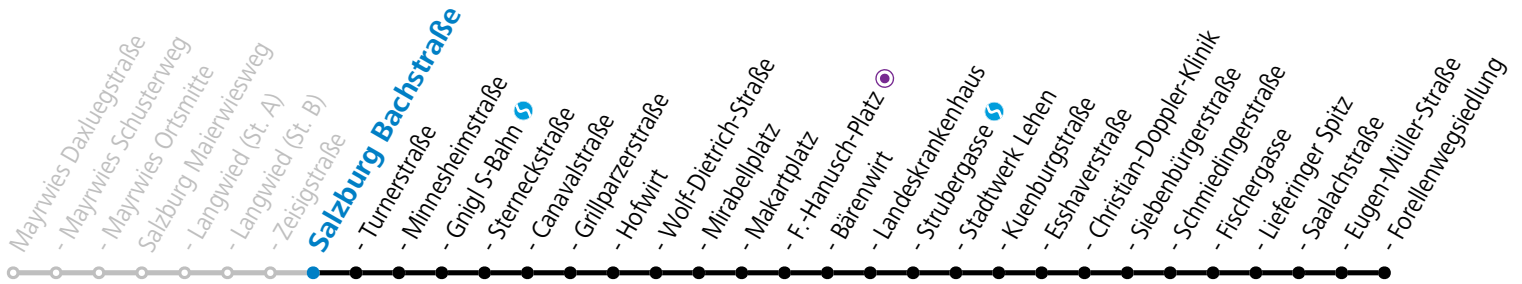 Mayrwies Daxluegstraße
- Mayrwies Schusterweg
- Mayrwies Ortsmitte
Salzburg Maierwiesweg
- Langwied (St. A)
- Langwied (St. B)
- Zeisigstraße
Salzburg Bachstraße
- Turnerstraße
- Minnesheimstraße
- Gnigl S-Bahn
- Sterneckstraße
- Canavalstraße
- Grillparzerstraße
- Hofwirt
- Wolf-Dietrich-Straße
- Mirabellplatz
- Makartplatz
- F.-Hanusch-Platz
- Bärenwirt
- Landeskrankenhaus
- Strubergasse
- Stadtwerk Lehen
- Kuenburgstraße
- Esshaverstraße
- Christian-Doppler-Klinik
- Siebenbürgerstraße
- Schmiedingerstraße
- Fischergasse
- Lieferinger Spitz
- Saalachstraße
- Eugen-Müller-Straße
- Forellenwegsiedlung